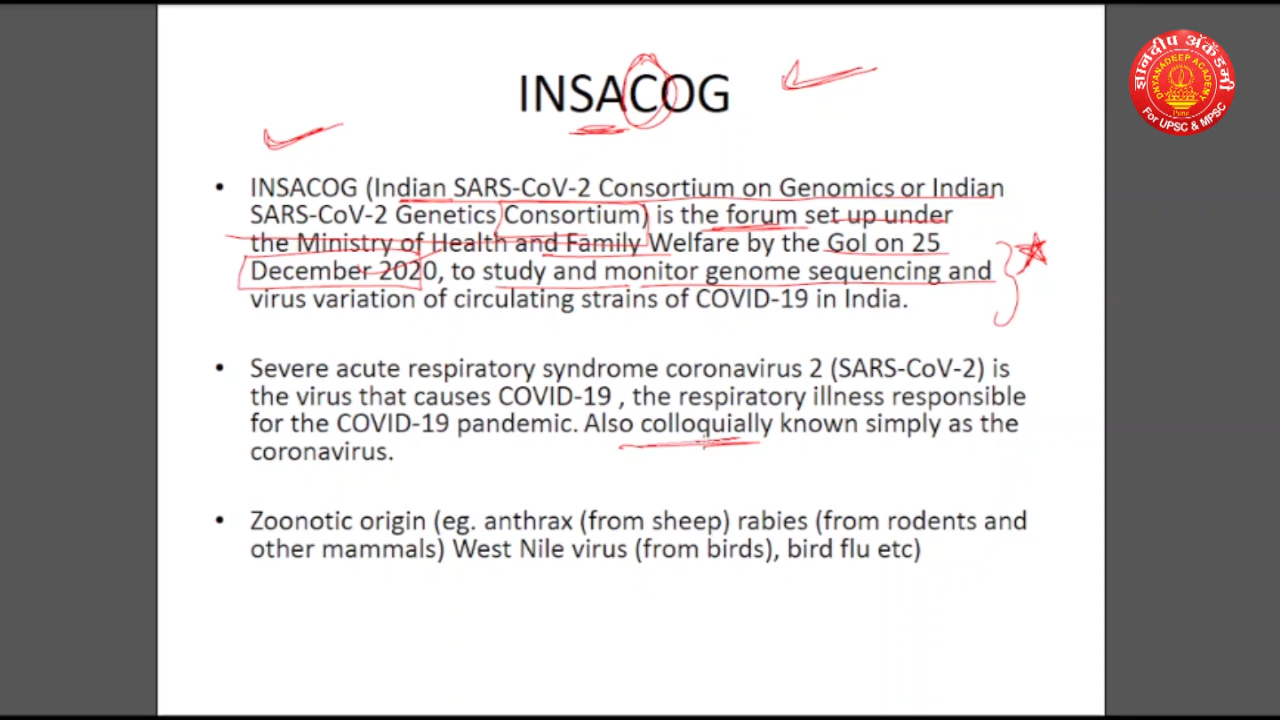 INSACOG
• INSACOG (Indian SARS-CoV-2 Consortium on Genomics or Indian
SARS-CoV-2 Genetics Consortium) is the forum set up under
the Ministry of Health and Family Welfare by the GoI on 25
December 2020, to study and monitor genome sequencing and
virus variation of circulating strains of COVID-19 in India.
• Severe acute respiratory syndrome coronavirus 2 (SARS-CoV-2) is
the virus that causes COVID-19 , the respiratory illness responsible
for the COVID-19 pandemic. Also colloquially known simply as the
coronavirus.
• Zoonotic origin (eg. anthrax (from sheep) rabies (from rodents and
other mammals) West Nile virus (from birds), bird flu etc)
ज्ञानदीप अॅकॅडमी
DNYANADEEP ACADEMY
Pune
For UPSC & MPSC